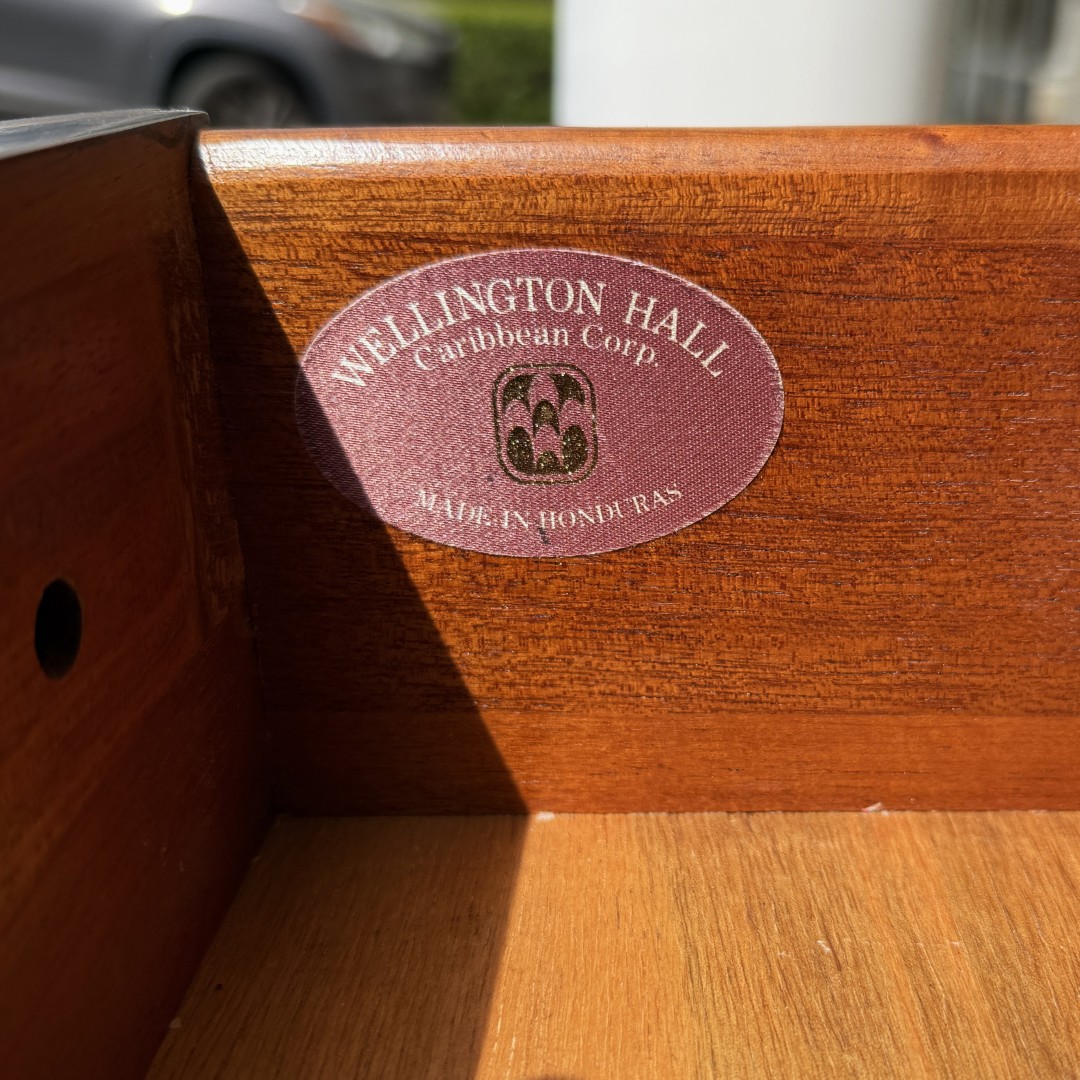 WELLINGTON HALL
Caribbean Corp.
MADE IN HONDURAS